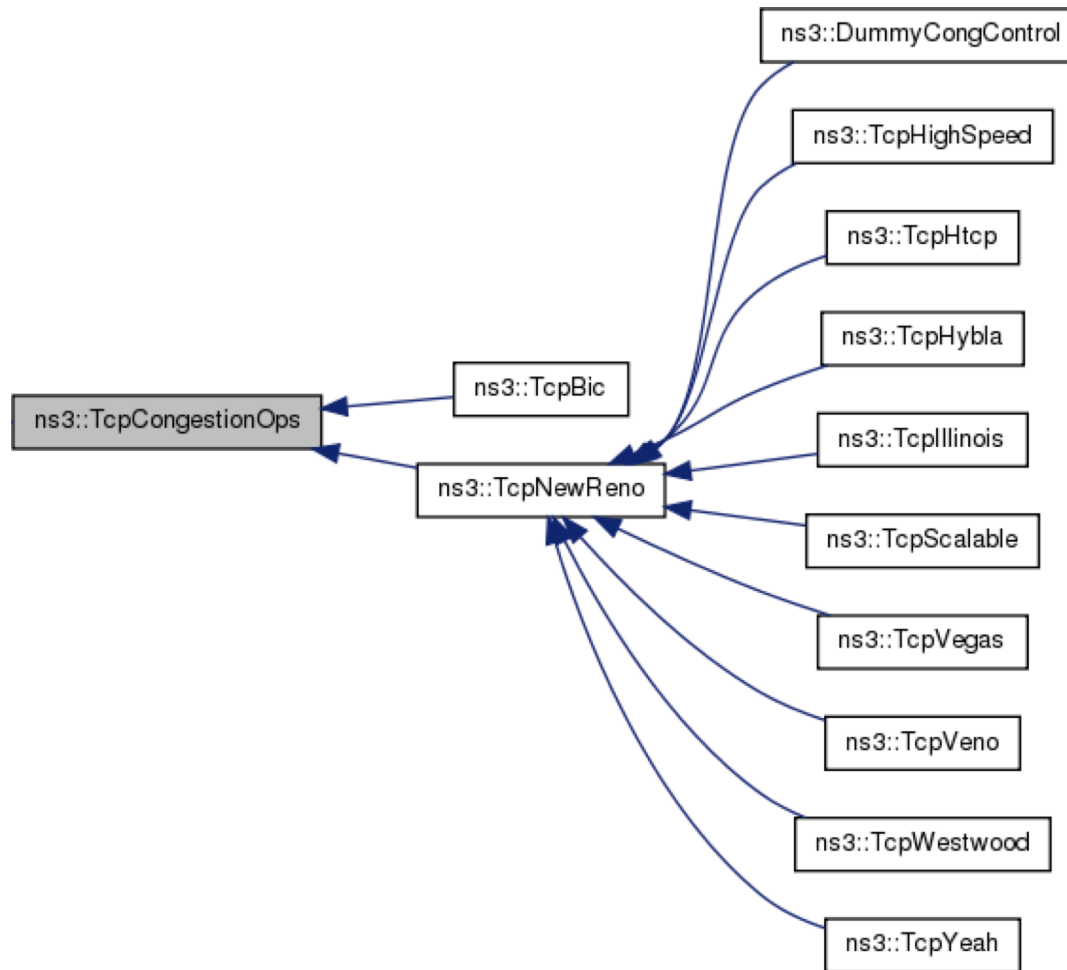 ns3::DummyCongControl
ns3::TcpHighSpeed
ns3::TcpHtcp
ns3::TcpHybla
ns3::TcpBic
ns3::TcpCongestionOps
ns3::TcpIllinois
ns3::TcpNewReno
ns3::TcpScalable
ns3::TcpVegas
ns3::TcpVeno
ns3::TcpWestwood
ns3::TcpYeah